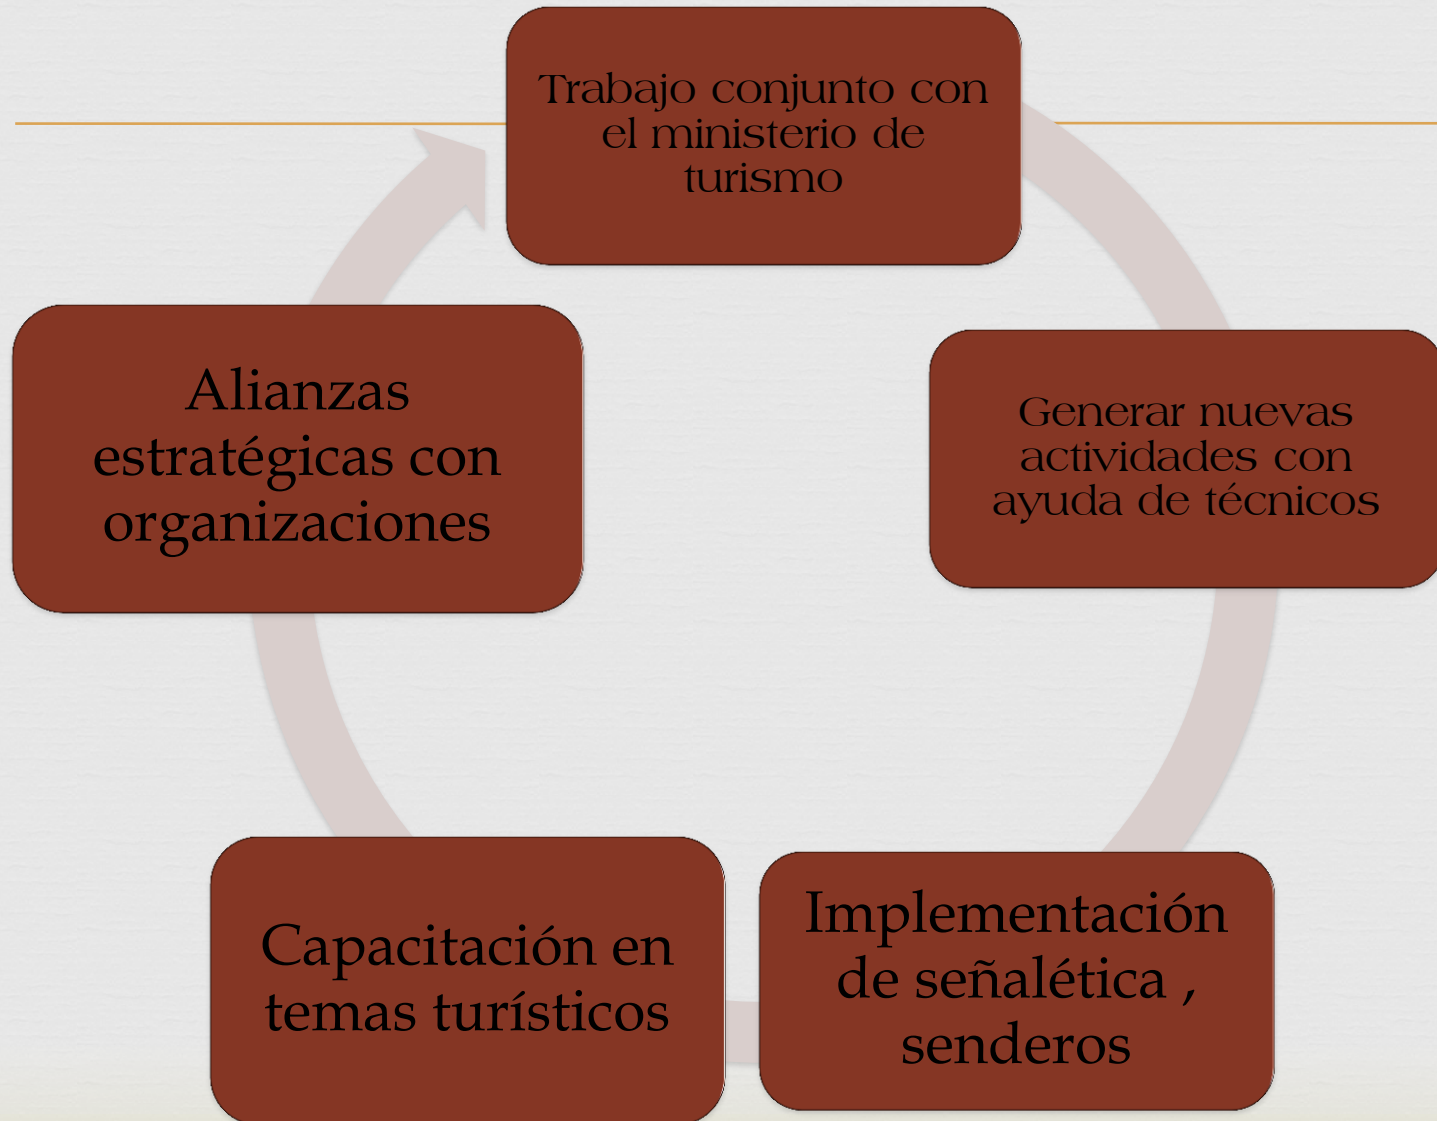 Trabajo conjunto con
el ministerio de
turismo
Generar nuevas
actividades con
ayuda de técnicos
Implementación
de señalética ,
senderos
Capacitación en
temas turísticos
Alianzas
estratégicas con
organizaciones